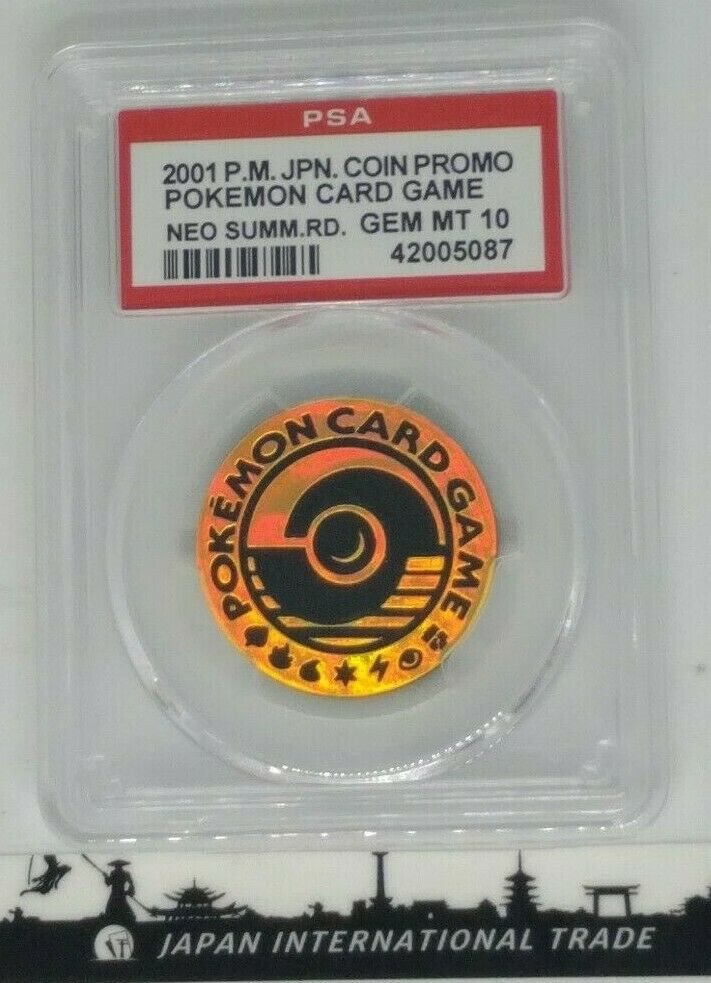 PSA
2001 P.M. JPN. COIN PROMO
POKEMON CARD GAME
NEO SUMM.RD. GEM MT 10
42005087
POKÉMON CARD GAME
JAPAN INTERNATIONAL TRADE